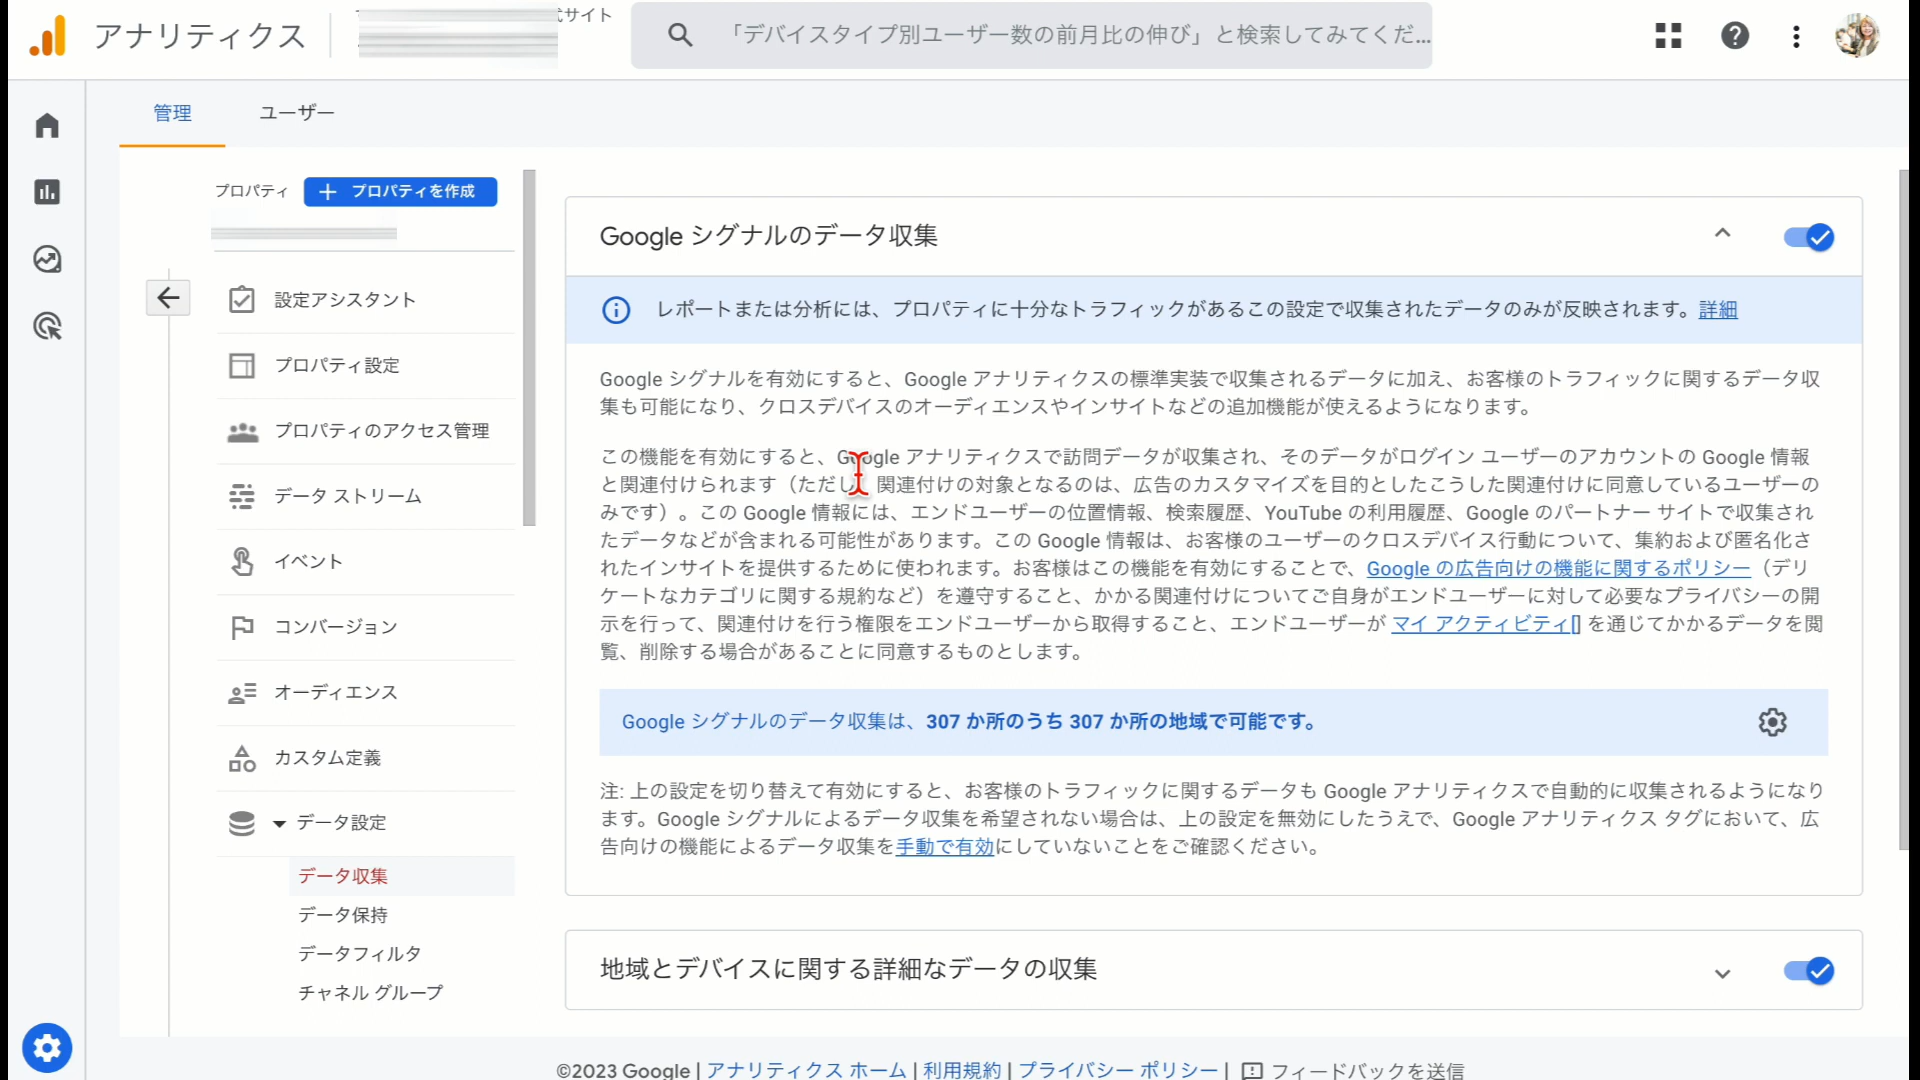 アナリティクス
式サイト
「デバイスタイプ別ユーザー数の前月比の伸び」と検索してみてくだ...
管理
ユーザー
プロパティ
プロパティを作成
設定アシスタント
プロパティ設定
プロパティのアクセス管理
データ ストリーム
イベント
コンバージョン
オーディエンス
カスタム定義
データ設定
データ収集
データ保持
データフィルタ
チャネル グループ
Google シグナルのデータ収集
レポートまたは分析には、プロパティに十分なトラフィックがあるこの設定で収集されたデータのみが反映されます。詳細
Google シグナルを有効にすると、Google アナリティクスの標準実装で収集されるデータに加え、お客様のトラフィックに関するデータ収
集も可能になり、クロスデバイスのオーディエンスやインサイトなどの追加機能が使えるようになります。
この機能を有効にすると、Google アナリティクスで訪問データが収集され、そのデータがログイン ユーザーのアカウントの Google 情報
と関連付けられます（ただし、関連付けの対象となるのは、広告のカスタマイズを目的としたこうした関連付けに同意しているユーザーの
みです）。この Google 情報には、エンドユーザーの位置情報、検索履歴、YouTube の利用履歴、Google のパートナー サイトで収集され
たデータなどが含まれる可能性があります。この Google 情報は、お客様のユーザーのクロスデバイス行動について、集約および匿名化さ
れたインサイトを提供するために使われます。お客様はこの機能を有効にすることで、Google の広告向けの機能に関するポリシー（デリ
ケートなカテゴリに関する規約など）を遵守すること、かかる関連付けについてご自身がエンドユーザーに対して必要なプライバシーの開
示を行って、関連付けを行う権限をエンドユーザーから取得すること、エンドユーザーが マイ アクティビティ[] を通じてかかるデータを閲
覧、削除する場合があることに同意するものとします。
Google シグナルのデータ収集は、307 か所のうち 307 か所の地域で可能です。
注: 上の設定を切り替えて有効にすると、お客様のトラフィックに関するデータも Google アナリティクスで自動的に収集されるようになり
ます。Google シグナルによるデータ収集を希望されない場合は、上の設定を無効にしたうえで、Google アナリティクス タグにおいて、広
告向けの機能によるデータ収集を手動で有効にしていないことをご確認ください。
地域とデバイスに関する詳細なデータの収集
©2023 Google | アナリティクス ホーム | 利用規約 | プライバシー ポリシー | フィードバックを送信